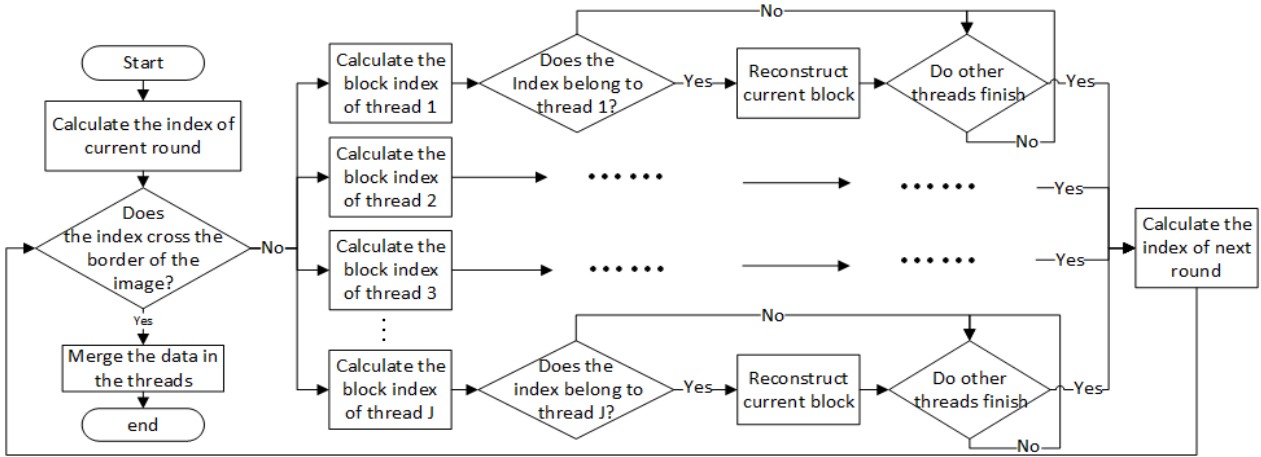 Start
Calculate the index of
current round
Does
the index cross the
border of the
image?
No
Yes
Merge the data in
the threads
end
Calculate the
block index
of thread 1
Does the
Index belong to
thread 1?
No
Yes
Reconstruct
current block
Do other
threads finish
Yes
No
Calculate the
block index
of thread 2
......
......
Yes
Calculate the
block index
of thread 3
......
......
Yes
Calculate the
block index
of thread J
Does the
index belong to
thread J?
No
Yes
Reconstruct
current block
Do other
threads finish
Yes
No
Calculate the
index of next
round